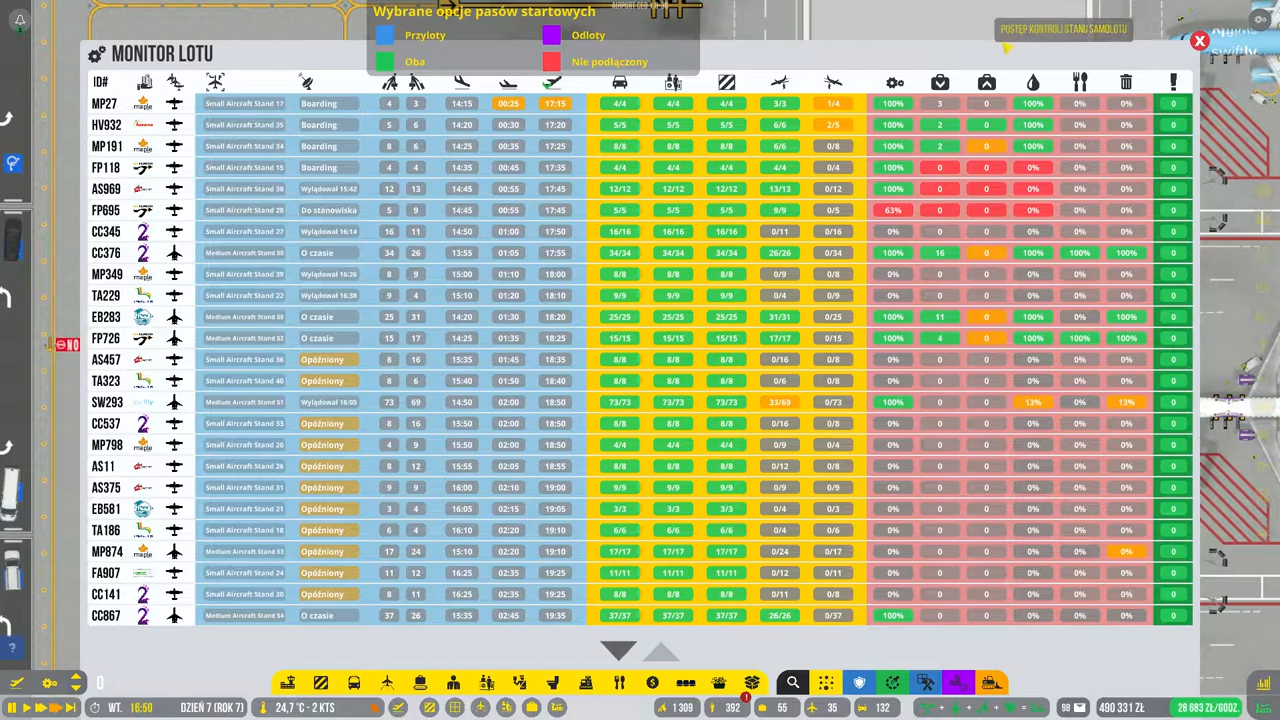 AIRPORT CEO
Wybrane opcje pasów startowych
Przyloty
Odloty
Oba
Nie podłączony
POSTĘP KONTROLI STANU SAMOLOTU
swiftly
MONITOR LOTU
ID#
MP27 maple Small Aircraft Stand 17 Boarding 4 3 14:15 00:25 17:15 4/4 4/4 4/4 3/3 1/4 100% 3 0 100% 0% 0% 0
HV932 Small Aircraft Stand 35 Boarding 5 6 14:20 00:30 17:20 5/5 5/5 5/5 6/6 2/5 100% 2 0 100% 0% 0% 0
MP191 maple Small Aircraft Stand 34 Boarding 8 6 14:25 00:35 17:25 8/8 8/8 8/8 6/6 0/8 100% 2 0 100% 0% 0% 0
FP118 Small Aircraft Stand 15 Boarding 4 4 14:35 00:45 17:35 4/4 4/4 4/4 4/4 0/4 100% 0 0 0% 0% 0% 0
AS969 Small Aircraft Stand 38 Wylądował 15:42 12 13 14:45 00:55 17:45 12/12 12/12 12/12 13/13 0/12 100% 0 0 0% 0% 0% 0
FP695 Small Aircraft Stand 28 Do stanowiska 5 9 14:45 00:55 17:45 5/5 5/5 5/5 9/9 0/5 63% 0 0 0% 0% 0% 0
CC345 2 Small Aircraft Stand 27 Wylądował 16:14 16 11 14:50 01:00 17:50 16/16 16/16 16/16 0/11 0/16 0% 0 0 0% 0% 0% 0
CC376 2 Medium Aircraft Stand 50 O czasie 34 26 13:55 01:05 17:55 34/34 34/34 34/34 26/26 0/34 100% 16 0 100% 100% 100% 0
MP349 maple Small Aircraft Stand 39 Wylądował 16:26 8 9 15:00 01:10 18:00 8/8 8/8 8/8 0/9 0/8 0% 0 0 0% 0% 0% 0
TA229 Small Aircraft Stand 22 Wylądował 16:38 9 4 15:10 01:20 18:10 9/9 9/9 9/9 0/4 0/9 0% 0 0 0% 0% 0% 0
EB283 Medium Aircraft Stand 56 O czasie 25 31 14:20 01:30 18:20 25/25 25/25 25/25 31/31 0/25 100% 11 0 100% 0% 100% 0
FP726 Medium Aircraft Stand 52 O czasie 15 17 14:25 01:35 18:25 15/15 15/15 15/15 17/17 0/15 100% 4 0 100% 100% 100% 0
AS457 Small Aircraft Stand 36 Opóźniony 8 16 15:35 01:45 18:35 8/8 8/8 8/8 0/16 0/8 0% 0 0 0% 0% 0% 0
TA323 Small Aircraft Stand 40 Opóźniony 8 6 15:40 01:50 18:40 8/8 8/8 8/8 0/6 0/8 0% 0 0 0% 0% 0% 0
SW293 swiftly Medium Aircraft Stand 51 Wylądował 16:05 73 69 14:50 02:00 18:50 73/73 73/73 73/73 33/69 0/73 100% 0 0 13% 0% 13% 0
CC537 2 Small Aircraft Stand 33 Opóźniony 8 16 15:50 02:00 18:50 8/8 8/8 8/8 0/16 0/8 0% 0 0 0% 0% 0% 0
MP798 maple Small Aircraft Stand 20 Opóźniony 4 9 15:50 02:00 18:50 4/4 4/4 4/4 0/9 0/4 0% 0 0 0% 0% 0% 0
AS11 Small Aircraft Stand 26 Opóźniony 8 12 15:55 02:05 18:55 8/8 8/8 8/8 0/12 0/8 0% 0 0 0% 0% 0% 0
AS375 Small Aircraft Stand 31 Opóźniony 9 9 16:00 02:10 18:00 9/9 9/9 9/9 0/9 0/9 0% 0 0 0% 0% 0% 0
EB581 Small Aircraft Stand 21 Opóźniony 3 4 16:05 02:15 19:05 3/3 3/3 3/3 0/4 0/3 0% 0 0 0% 0% 0% 0
TA186 Small Aircraft Stand 18 Opóźniony 6 4 16:10 02:20 19:10 6/6 6/6 6/6 0/4 0/6 0% 0 0 0% 0% 0% 0
MP874 maple Medium Aircraft Stand 53 Opóźniony 17 24 15:10 02:20 19:10 17/17 17/17 17/17 0/24 0/17 0% 0 0 0% 0% 0% 0
FA907 Small Aircraft Stand 24 Opóźniony 11 12 16:25 02:35 19:25 11/11 11/11 11/11 0/12 0/11 0% 0 0 0% 0% 0% 0
CC141 2 Small Aircraft Stand 30 Opóźniony 8 11 16:25 02:35 19:25 8/8 8/8 8/8 0/11 0/8 0% 0 0 0% 0% 0% 0
CC867 2 Medium Aircraft Stand 54 O czasie 37 26 15:35 02:45 19:35 37/37 37/37 37/37 26/26 0/37 100% 0 0 0% 0% 0% 0
NO
?
0
WT. 16:50 DZIEŃ 7 (ROK 7) 24,7 °C - 2 KTS 1 309 392 55 35 132 98 490 331 ZŁ 28 683 ZŁ/GODZ.